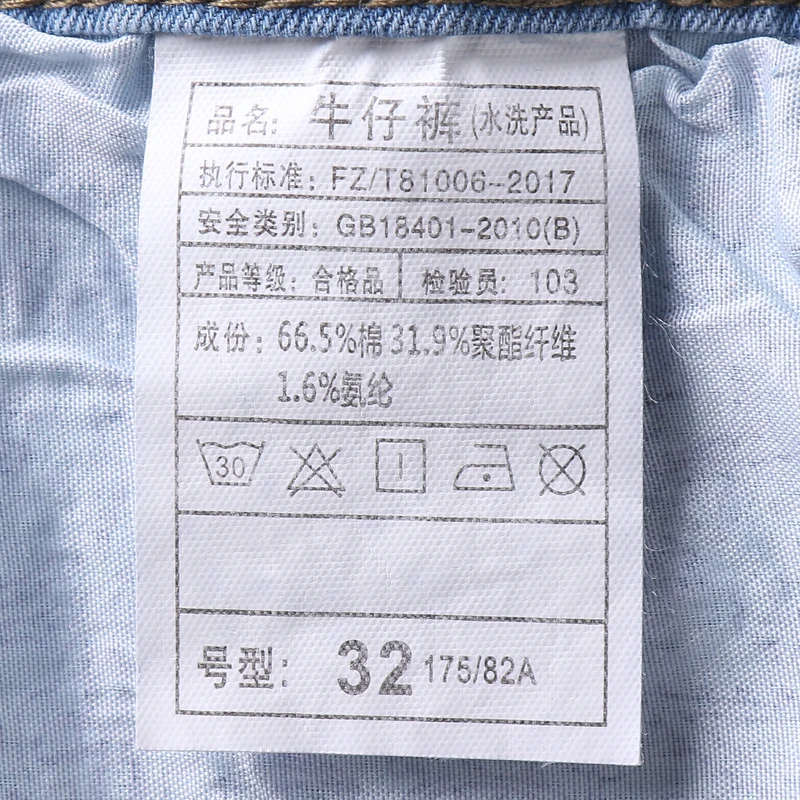 品名: 牛仔裤(水洗产品)
执行标准: FZ/T81006-2017
安全类别: GB18401-2010(B)
产品等级: 合格品 检验员: 103
成份: 66.5%棉31.9%聚酯纤维
1.6%氨纶
30
号型: 32 175/82A